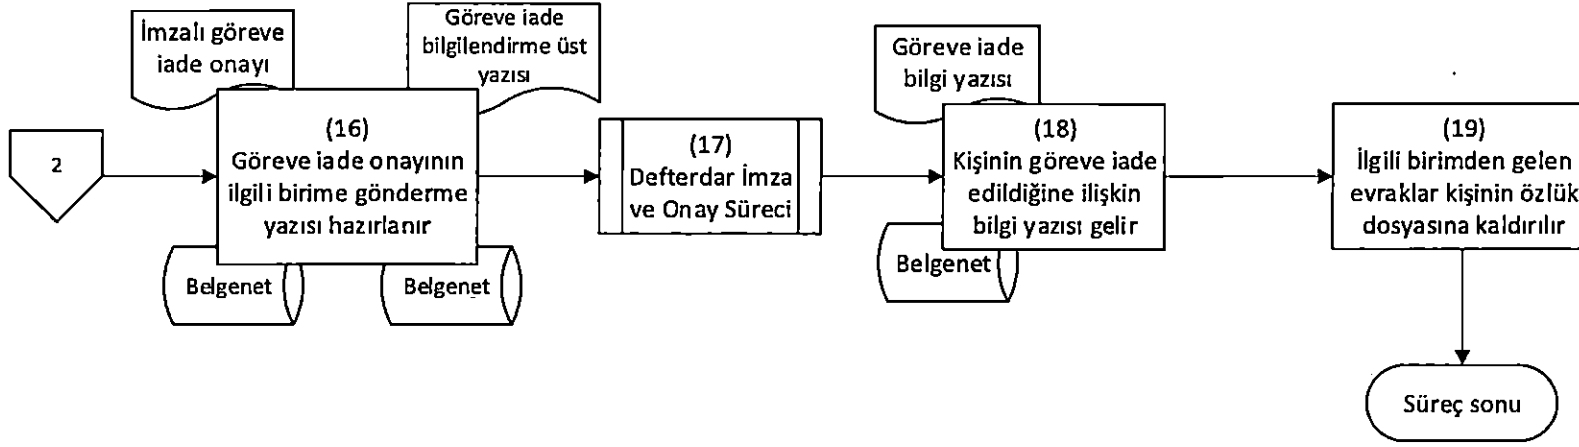 2
İmzalı göreve
iade onayı
Göreve iade
bilgilendirme üst
yazısı
(16)
Göreve iade onayının
ilgili birime gönderme
yazısı hazırlanır
Belgenet
Belgenet
(17)
Defterdar İmza
ve Onay Süreci
Göreve iade
bilgi yazısı
(18)
Kişinin göreve iade
edildiğine ilişkin
bilgi yazısı gelir
Belgenet
(19)
İlgili birimden gelen
evraklar kişinin özlük
dosyasına kaldırılır
Süreç sonu